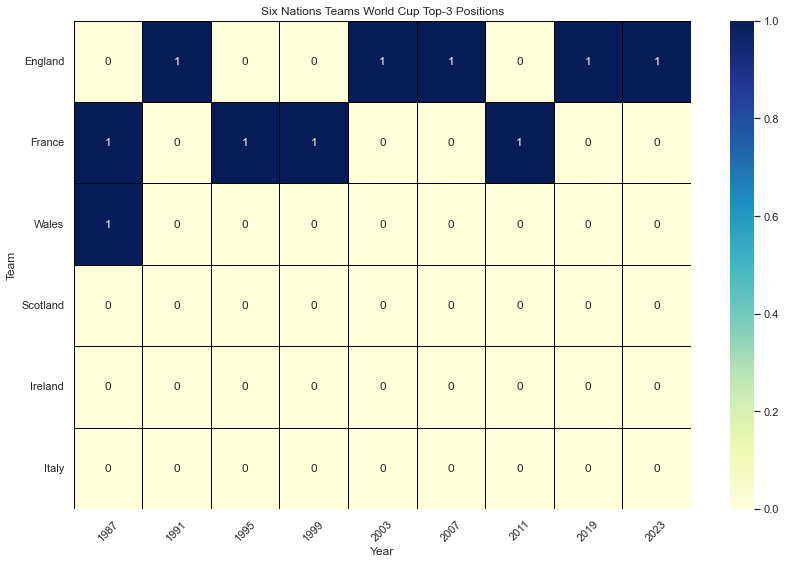 Six Nations Teams World Cup Top-3 Positions
England 0 1 0 0 1 1 0 1 1
France 1 0 1 1 0 0 1 0 0
Wales 1 0 0 0 0 0 0 0 0
Scotland 0 0 0 0 0 0 0 0 0
Ireland 0 0 0 0 0 0 0 0 0
Italy 0 0 0 0 0 0 0 0 0
1987 1991 1995 1999 2003 2007 2011 2019 2023
Year
Team
1.0
0.8
0.6
0.4
0.2
0.0